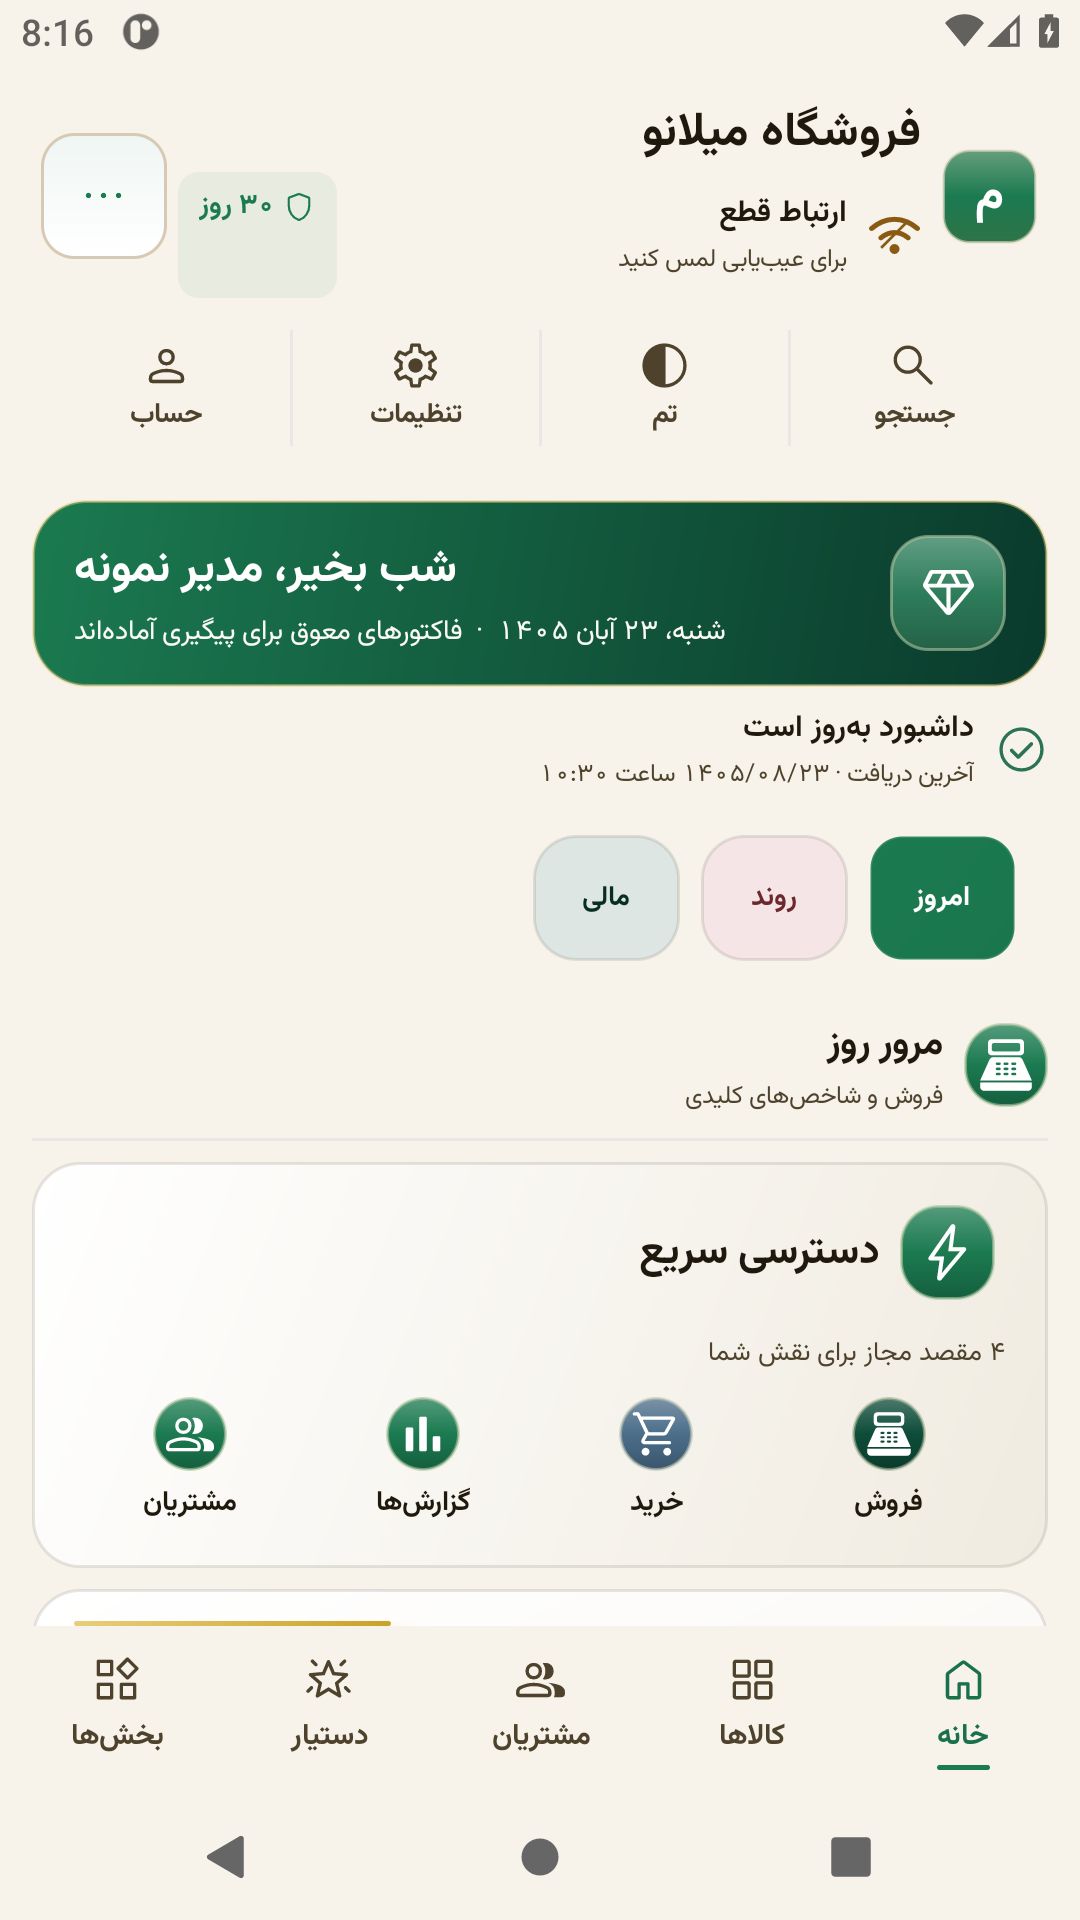 8:16
فروشگاه میلانو
م
ارتباط قطع
برای عیب‌یابی لمس کنید
۳۰ روز
...
جستجو
تم
تنظیمات
حساب
شب بخیر، مدیر نمونه
شنبه، ۲۳ آبان ۱۴۰۵ · فاکتورهای معوق برای پیگیری آماده‌اند
داشبورد به‌روز است
آخرین دریافت · ۱۴۰۵/۰۸/۲۳ ساعت ۱۰:۳۰
امروز
روند
مالی
مرور روز
فروش و شاخص‌های کلیدی
دسترسی سریع
۴ مقصد مجاز برای نقش شما
فروش
خرید
گزارش‌ها
مشتریان
خانه
کالاها
مشتریان
دستیار
بخش‌ها